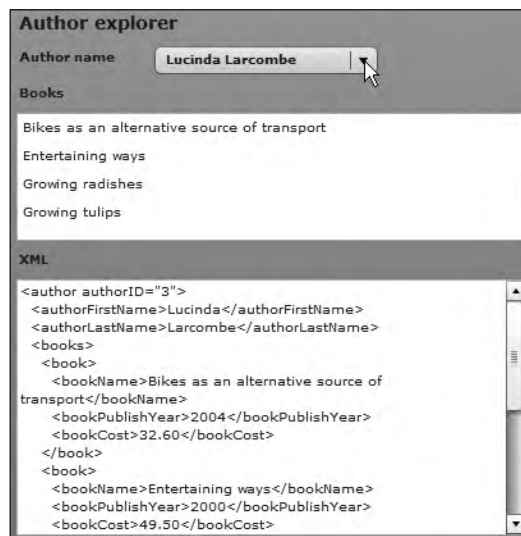 Author explorer
Author name
Lucinda Larcombe
Books
Bikes as an alternative source of transport
Entertaining ways
Growing radishes
Growing tulips
XML
<author authorID="3">
<authorFirstName>Lucinda</authorFirstName>
<authorLastName>Larcombe</authorLastName>
<books>
<book>
<bookName>Bikes as an alternative source of
transport</bookName>
<bookPublishYear>2004</bookPublishYear>
<bookCost>32.60</bookCost>
</book>
<book>
<bookName>Entertaining ways</bookName>
<bookPublishYear>2000</bookPublishYear>
<bookCost>49.50</bookCost>